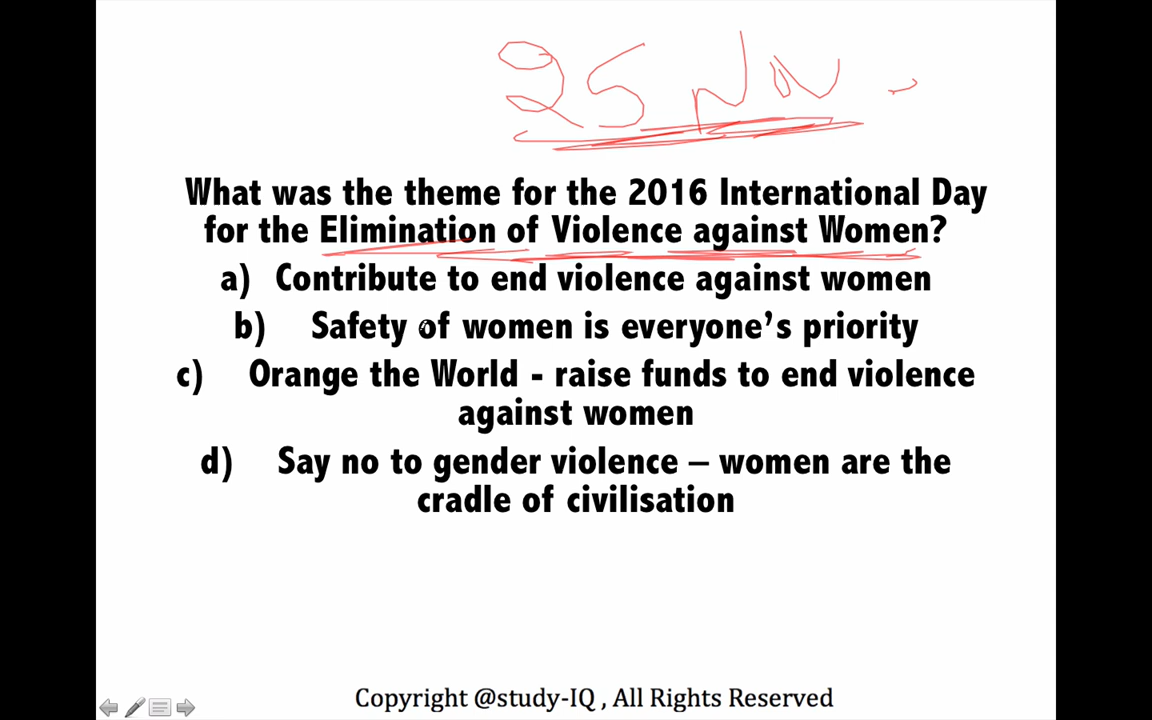 25 Nov -
What was the theme for the 2016 International Day
for the Elimination of Violence against Women?
a) Contribute to end violence against women
b) Safety of women is everyone's priority
c) Orange the World - raise funds to end violence
against women
d) Say no to gender violence – women are the
cradle of civilisation
Copyright @study-IQ , All Rights Reserved